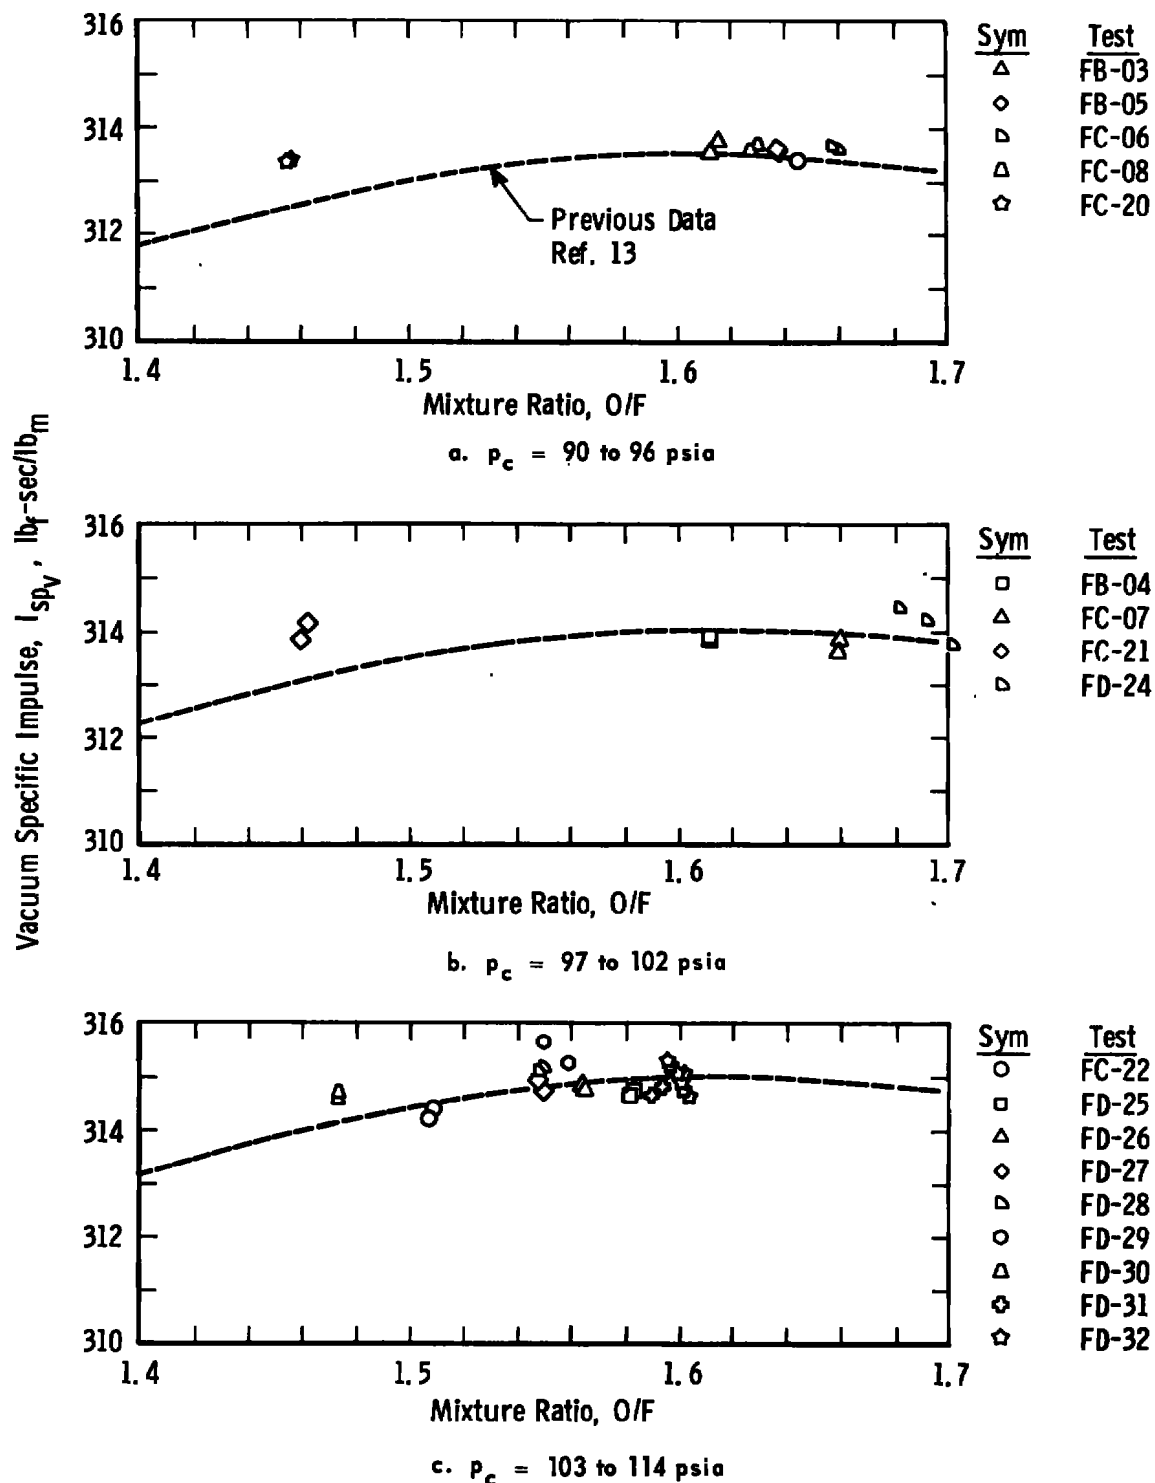 Vacuum Specific Impulse, I_spv, lbf-sec/lbm
316
314
312
310
1.4
1.5
1.6
1.7
Previous Data
Ref. 13
Mixture Ratio, O/F
a. pc = 90 to 96 psia
Sym Test
FB-03
FB-05
FC-06
FC-08
FC-20
316
314
312
310
1.4
1.5
1.6
1.7
Mixture Ratio, O/F
b. pc = 97 to 102 psia
Sym Test
FB-04
FC-07
FC-21
FD-24
316
314
312
310
1.4
1.5
1.6
1.7
Mixture Ratio, O/F
c. pc = 103 to 114 psia
Sym Test
FC-22
FD-25
FD-26
FD-27
FD-28
FD-29
FD-30
FD-31
FD-32